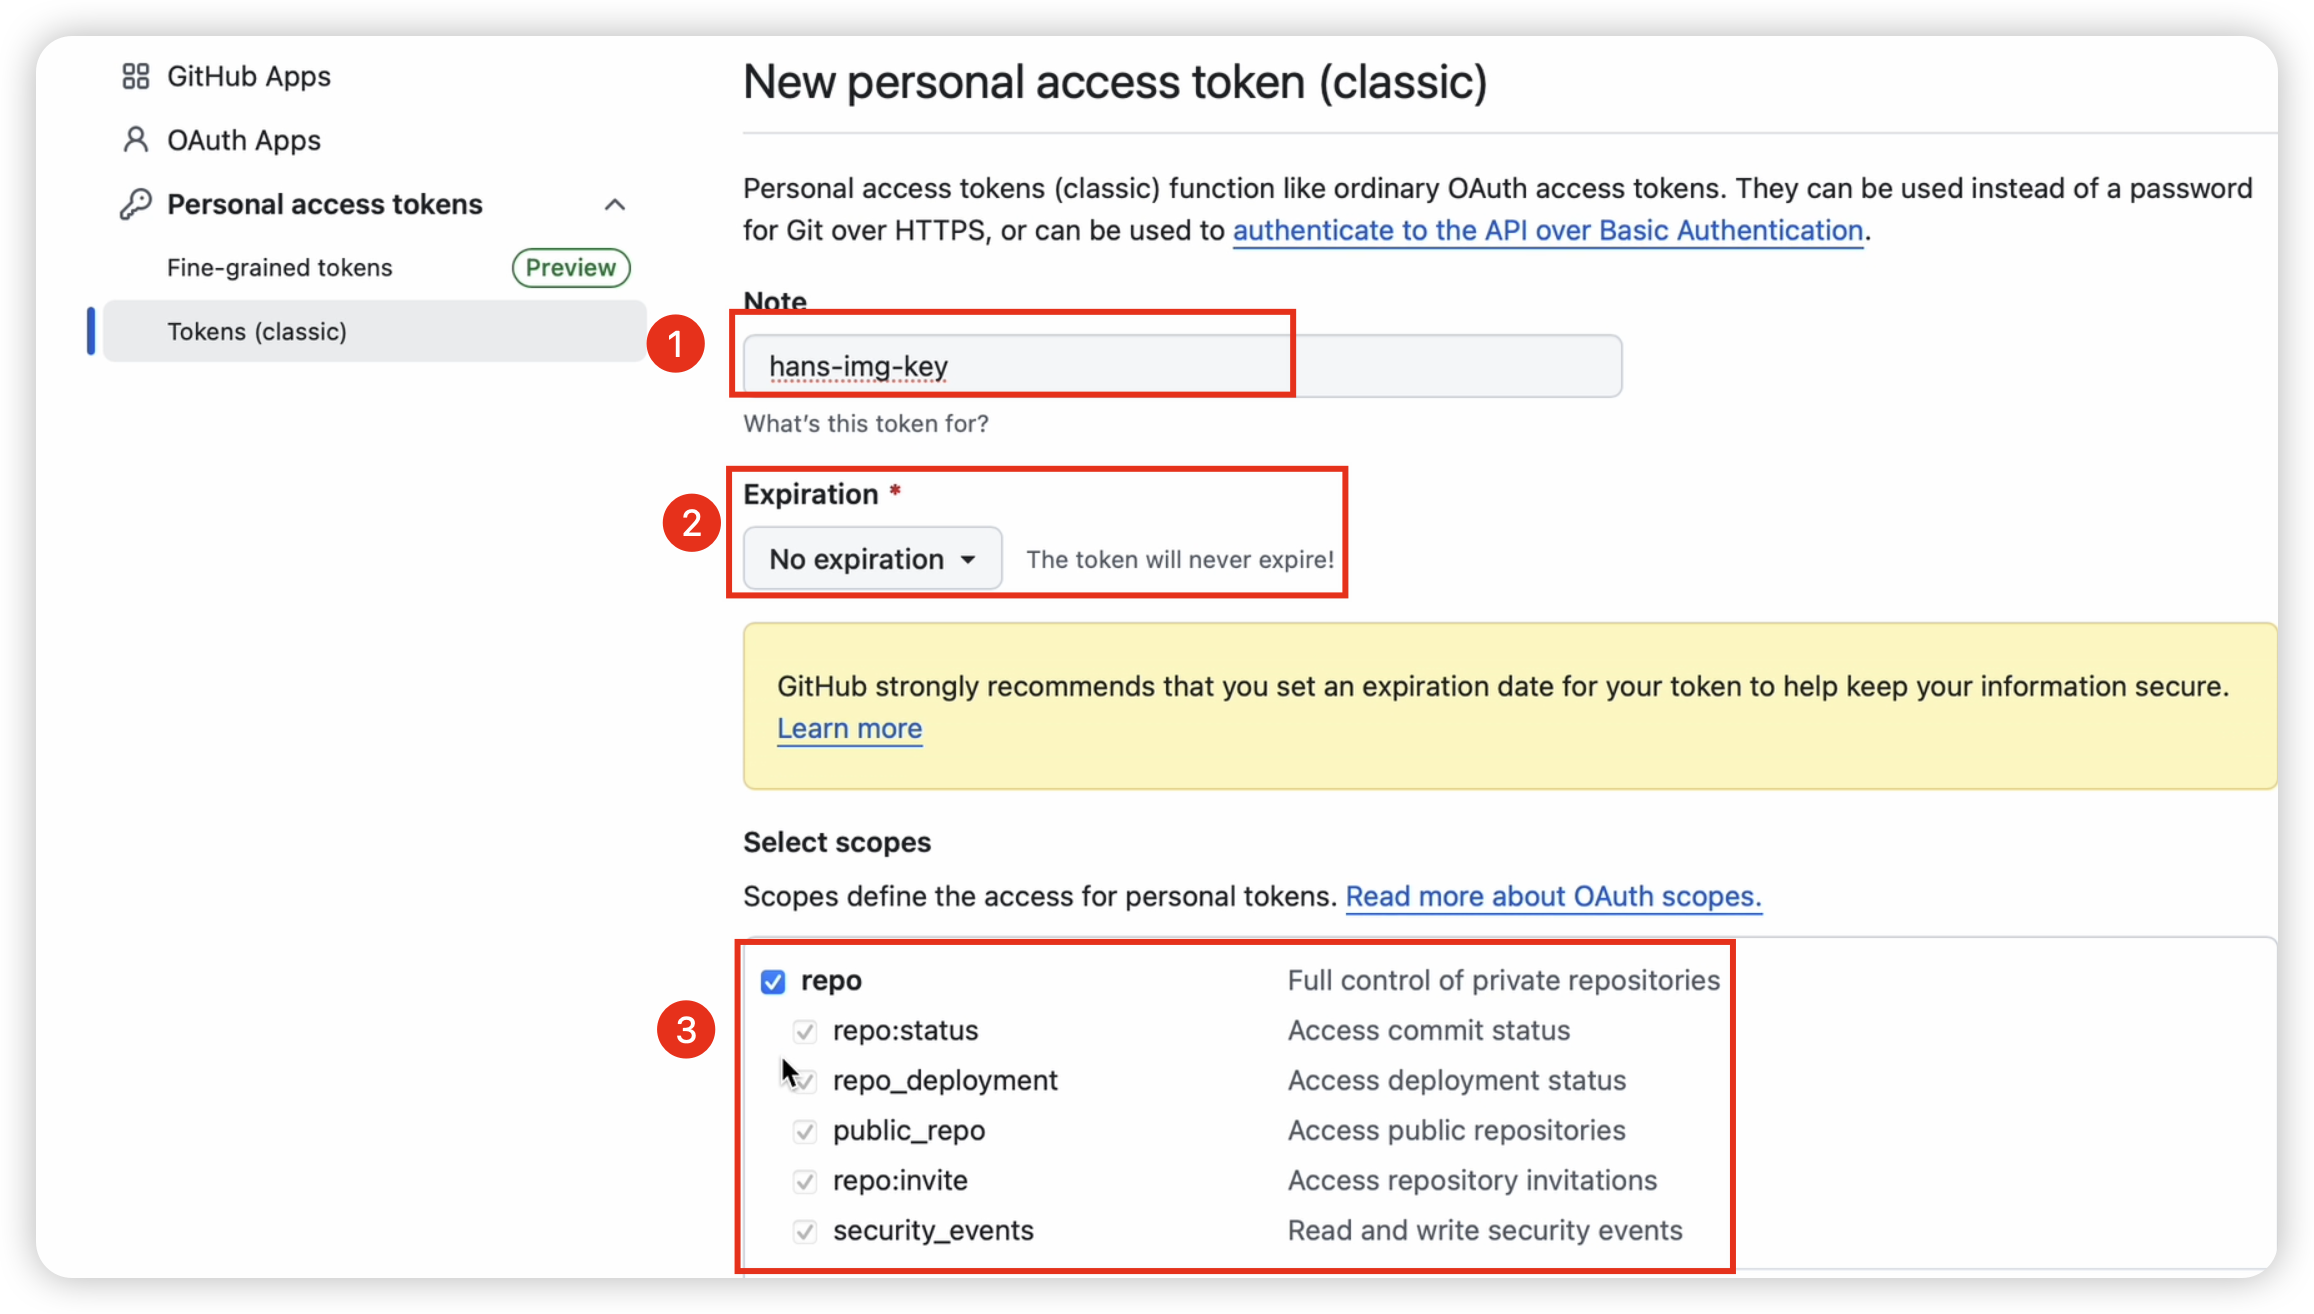 GitHub Apps
OAuth Apps
Personal access tokens
Fine-grained tokens Preview
Tokens (classic)
New personal access token (classic)
Personal access tokens (classic) function like ordinary OAuth access tokens. They can be used instead of a password
for Git over HTTPS, or can be used to authenticate to the API over Basic Authentication.
Note
1
hans-img-key
What's this token for?
2
Expiration *
No expiration The token will never expire!
GitHub strongly recommends that you set an expiration date for your token to help keep your information secure.
Learn more
Select scopes
Scopes define the access for personal tokens. Read more about OAuth scopes.
3
repo Full control of private repositories
repo:status Access commit status
repo_deployment Access deployment status
public_repo Access public repositories
repo:invite Access repository invitations
security_events Read and write security events